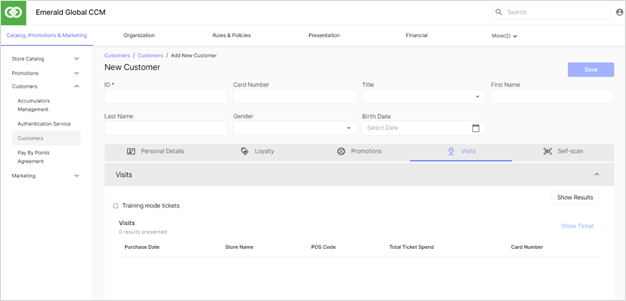 Emerald Global CCM
Search
Catalog, Promotions & Marketing
Organization
Rules & Policies
Presentation
Financial
More(2)
Store Catalog
Promotions
Customers
Accumulators
Management
Authentication Service
Customers
Pay By Points
Agreement
Marketing
Customers / Customers / Add New Customer
New Customer
Save
ID *
Card Number
Title
First Name
Last Name
Gender
Birth Date
Select Date
Personal Details
Loyalty
Promotions
Visits
Self-scan
Visits
Show Results
Training mode tickets
Visits
0 results presented
Show Ticket
Purchase Date
Store Name
POS Code
Total Ticket Spend
Card Number